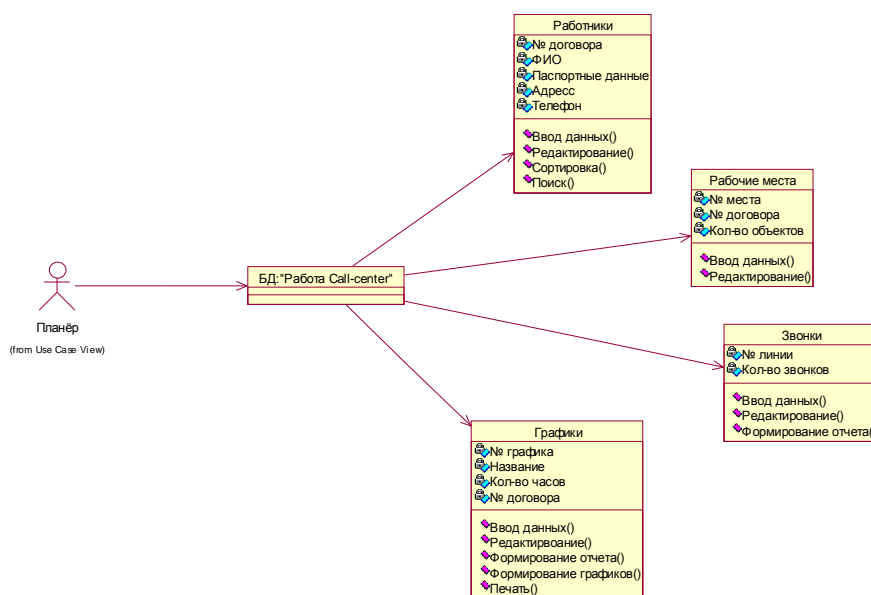 Работники
№ договора
ФИО
Паспортные данные
Адресс
Телефон
Ввод данных()
Редактирование()
Сортировка()
Поиск()
Рабочие места
№ места
№ договора
Кол-во объектов
Ввод данных()
Редактирование()
БД:"Работа Call-center"
Планёр
(from Use Case View)
Звонки
№ линии
Кол-во звонков
Ввод данных()
Редактирование()
Формирование отчета()
Графики
№ графика
Название
Кол-во часов
№ договора
Ввод данных()
Редактирвоание()
Формирование отчета()
Формирование графиков()
Печать()